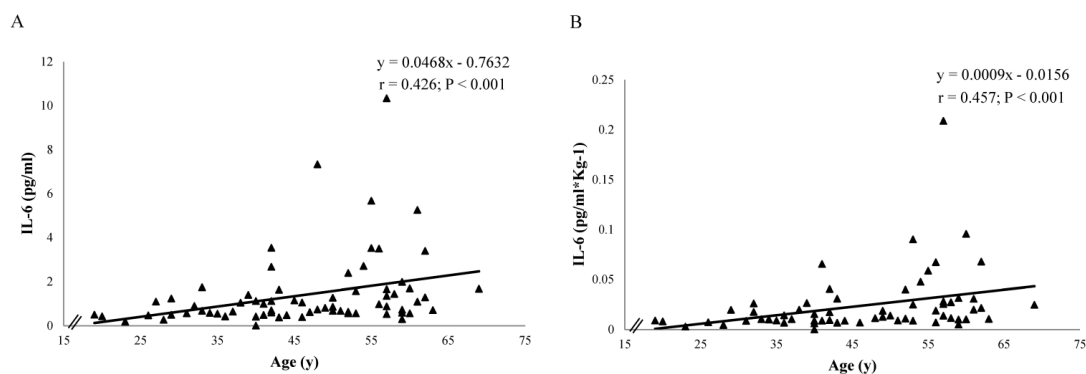 A
y = 0.0468x - 0.7632
r = 0.426; P < 0.001
IL-6 (pg/ml)
12
10
8
6
4
2
0
15
25
35
45
55
65
75
Age (y)
B
y = 0.0009x - 0.0156
r = 0.457; P < 0.001
IL-6 (pg/ml*Kg-1)
0.25
0.2
0.15
0.1
0.05
0
15
25
35
45
55
65
75
Age (y)